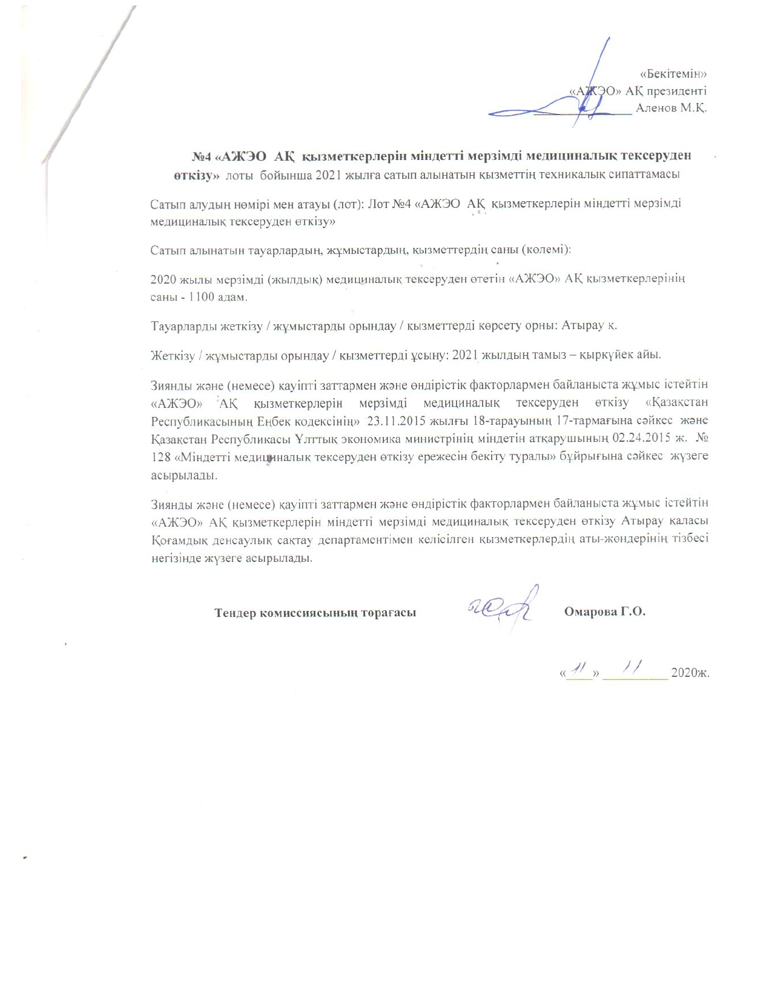 «Бекітемін»
«АЖЭО» АҚ президенті
Аленов М.Қ.
№4 «АЖЭО АҚ қызметкерлерін міндетті мерзімді медициналық тексеруден
өткізу» лоты бойынша 2021 жылға сатып алынатын қызметтің техникалық сипаттамасы
Сатып алудың нөмірі мен атауы (лот): Лот №4 «АЖЭО АҚ қызметкерлерін міндетті мерзімді
медициналық тексеруден өткізу»
Сатып алынатын тауарлардың, жұмыстардың, қызметтердің саны (көлемі):
2020 жылы мерзімді (жылдық) медициналық тексеруден өтетін «АЖЭО» АҚ қызметкерлерінің
саны - 1100 адам.
Тауарларды жеткізу / жұмыстарды орындау / қызметтерді көрсету орны: Атырау қ.
Жеткізу / жұмыстарды орындау / қызметтерді ұсыну: 2021 жылдың тамыз – қыркүйек айы.
Зиянды және (немесе) қауіпті заттармен және өндірістік факторлармен байланыста жұмыс істейтін
«АЖЭО» АҚ қызметкерлерін мерзімді медициналық тексеруден өткізу «Қазақстан
Республикасының Еңбек кодексінің» 23.11.2015 жылғы 18-тарауының 17-тармағына сәйкес және
Қазақстан Республикасы Ұлттық экономика министрінің міндетін атқарушының 02.24.2015 ж. №
128 «Міндетті медициналық тексеруден өткізу ережесін бекіту туралы» бұйрығына сәйкес жүзеге
асырылады.
Зиянды және (немесе) қауіпті заттармен және өндірістік факторлармен байланыста жұмыс істейтін
«АЖЭО» АҚ қызметкерлерін міндетті мерзімді медициналық тексеруден өткізу Атырау қаласы
Қоғамдық денсаулық сақтау департаментімен келісілген қызметкерлердің аты-жөндерінің тізбесі
негізінде жүзеге асырылады.
Тендер комиссиясының төрағасы Омарова Г.О.
«11» 11 2020ж.